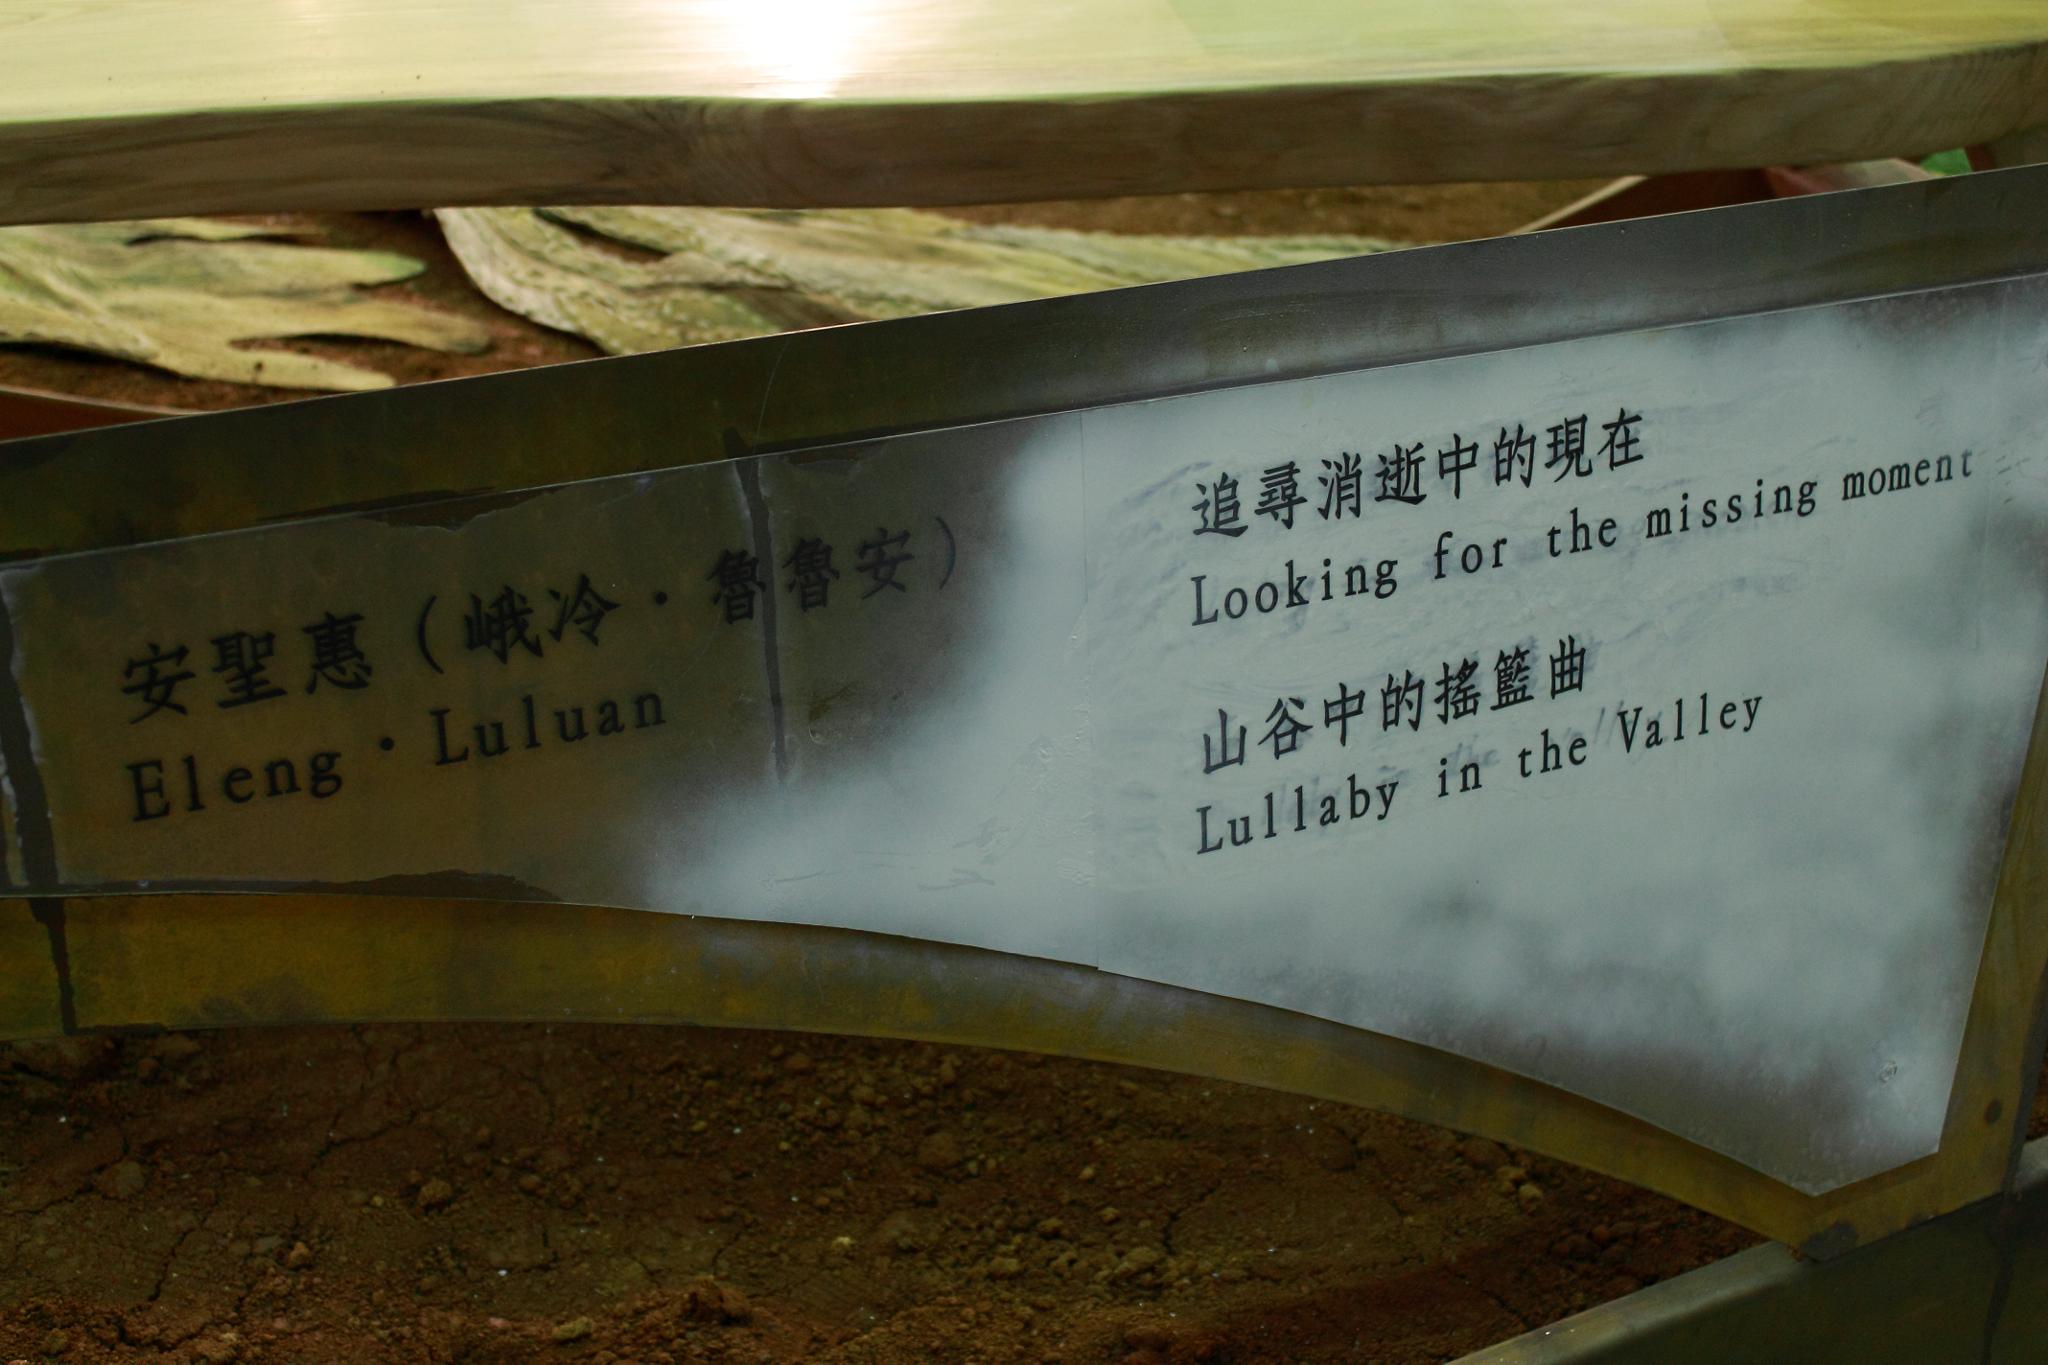 安聖惠（峨冷・魯魯安）
Eleng・Luluan
追尋消逝中的現在
Looking for the missing moment
山谷中的搖籃曲
Lullaby in the Valley